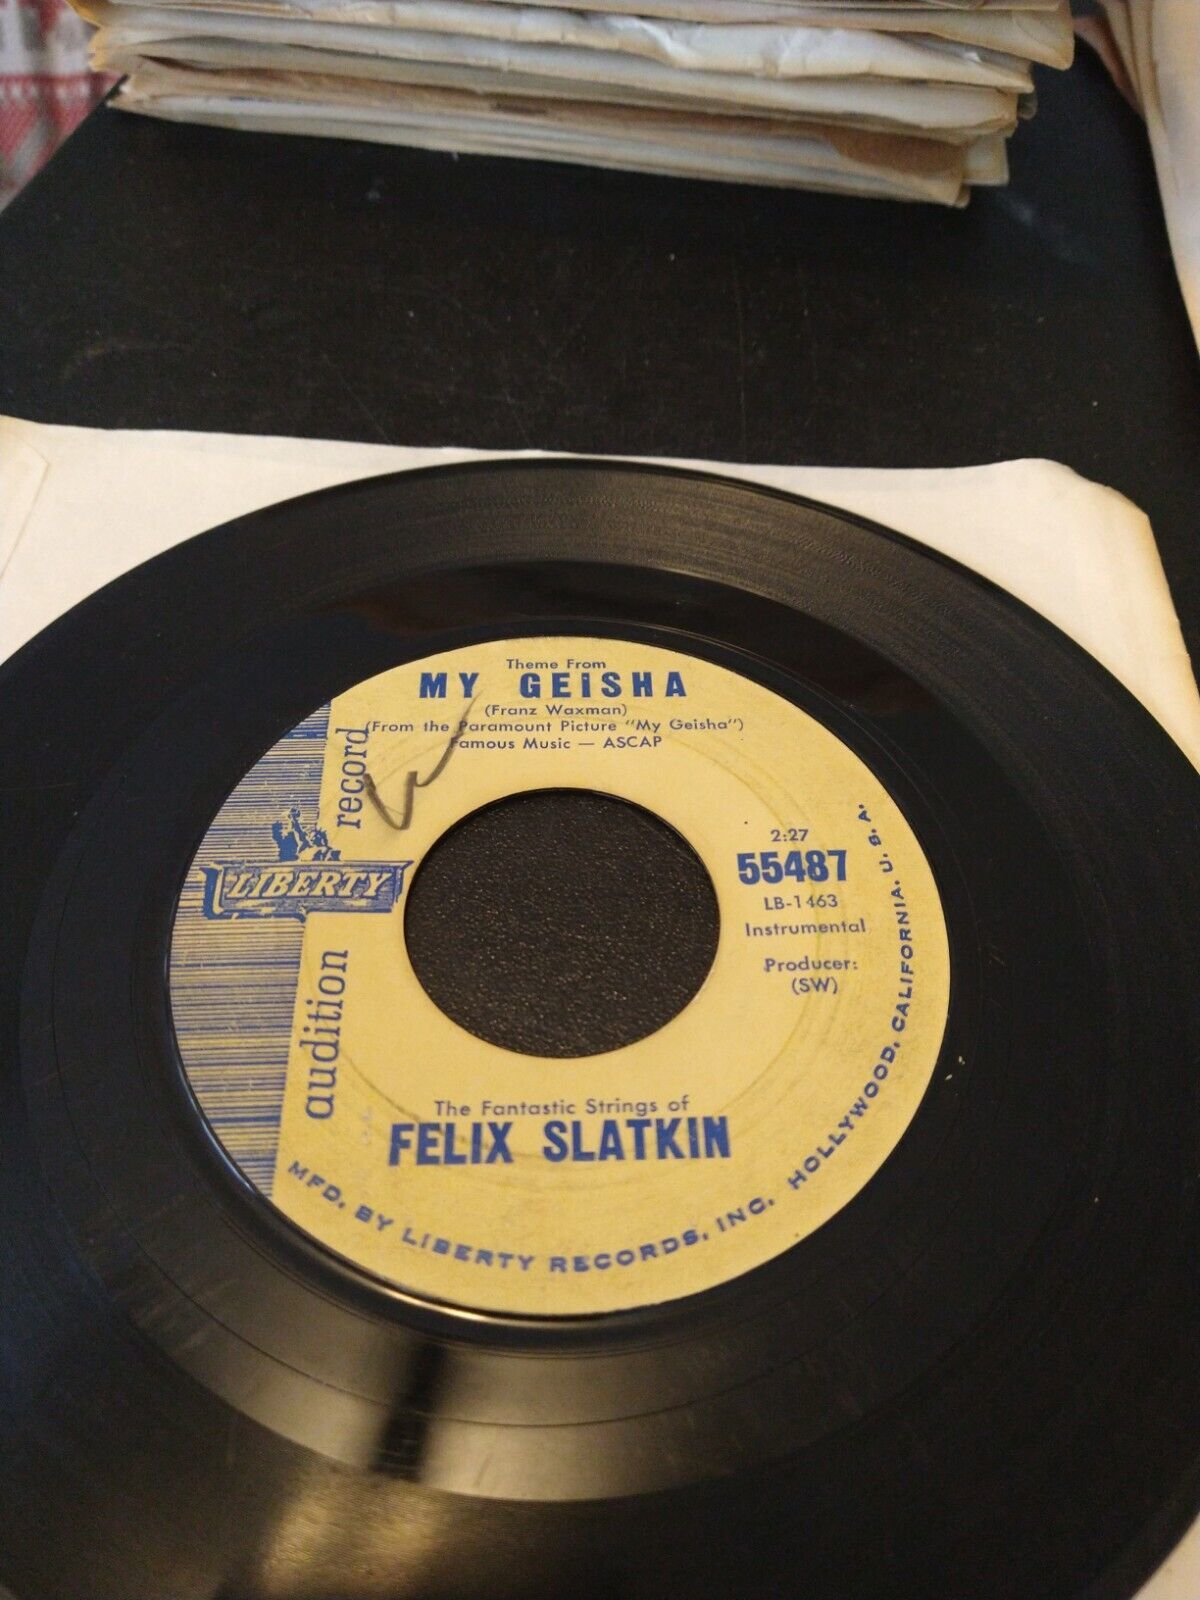 Theme From
MY GEISHA
(Franz Waxman)
(From the Paramount Picture "My Geisha")
Famous Music — ASCAP
record
LIBERTY
audition
2:27
55487
LB-1463
Instrumental
Producer:
(SW)
The Fantastic Strings of
FELIX SLATKIN
MFD. BY LIBERTY RECORDS, INC. HOLLYWOOD, CALIFORNIA, U. S. A.